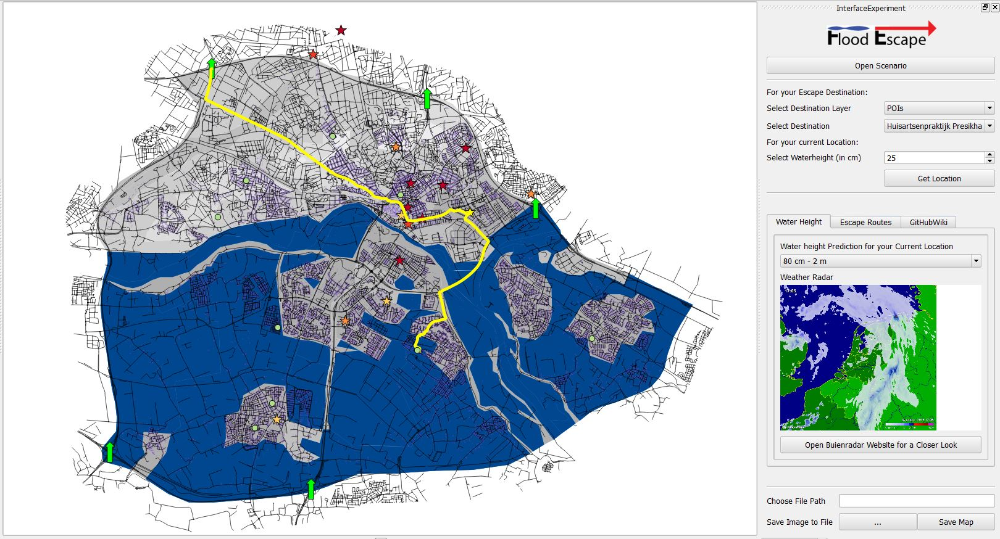 InterfaceExperiment
Flood Escape
Open Scenario
For your Escape Destination:
Select Destination Layer
POIs
Select Destination
Huisartsenpraktijk Presikha
For your current Location:
Select Waterheight (in cm)
25
Get Location
Water Height
Escape Routes
GitHubWiki
Water height Prediction for your Current Location
80 cm - 2 m
Weather Radar
Open Buienradar Website for a Closer Look
Choose File Path
Save Image to File
...
Save Map